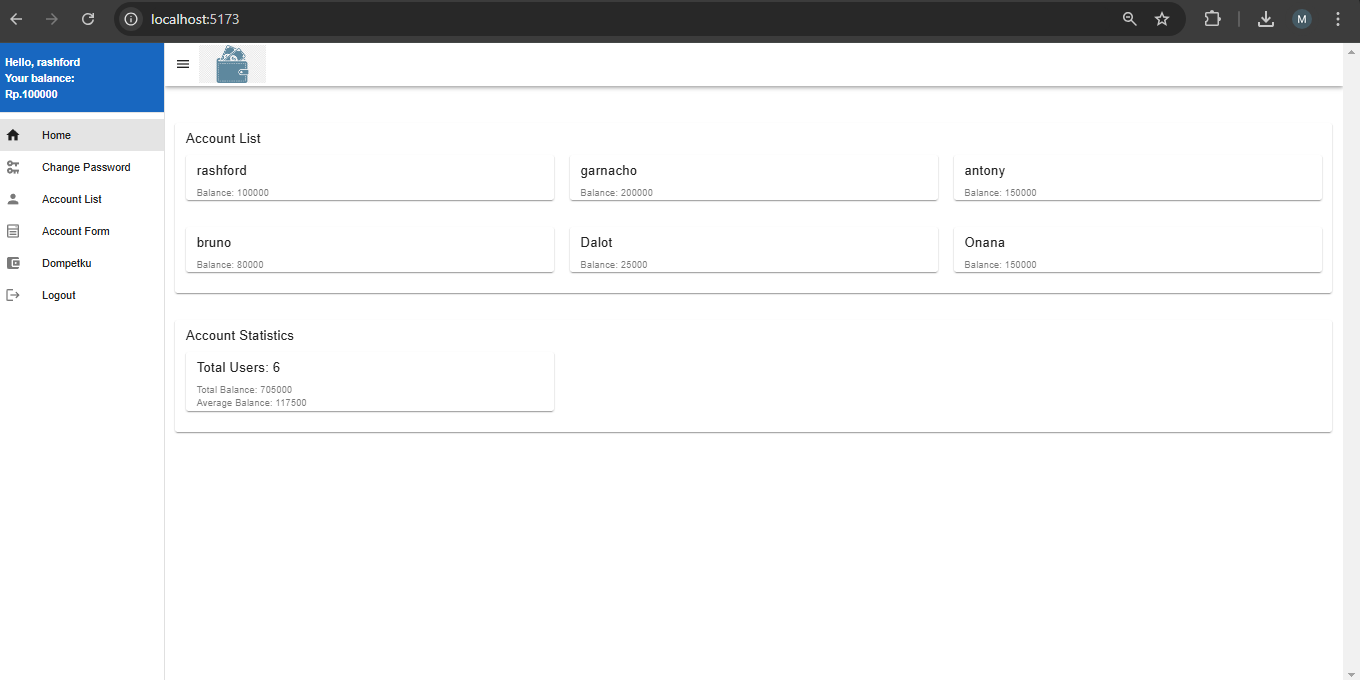 localhost:5173
M
Hello, rashford
Your balance:
Rp.100000
Home
Change Password
Account List
Account Form
Dompetku
Logout
Account List
rashford
Balance: 100000
garnacho
Balance: 200000
antony
Balance: 150000
bruno
Balance: 80000
Dalot
Balance: 25000
Onana
Balance: 150000
Account Statistics
Total Users: 6
Total Balance: 705000
Average Balance: 117500